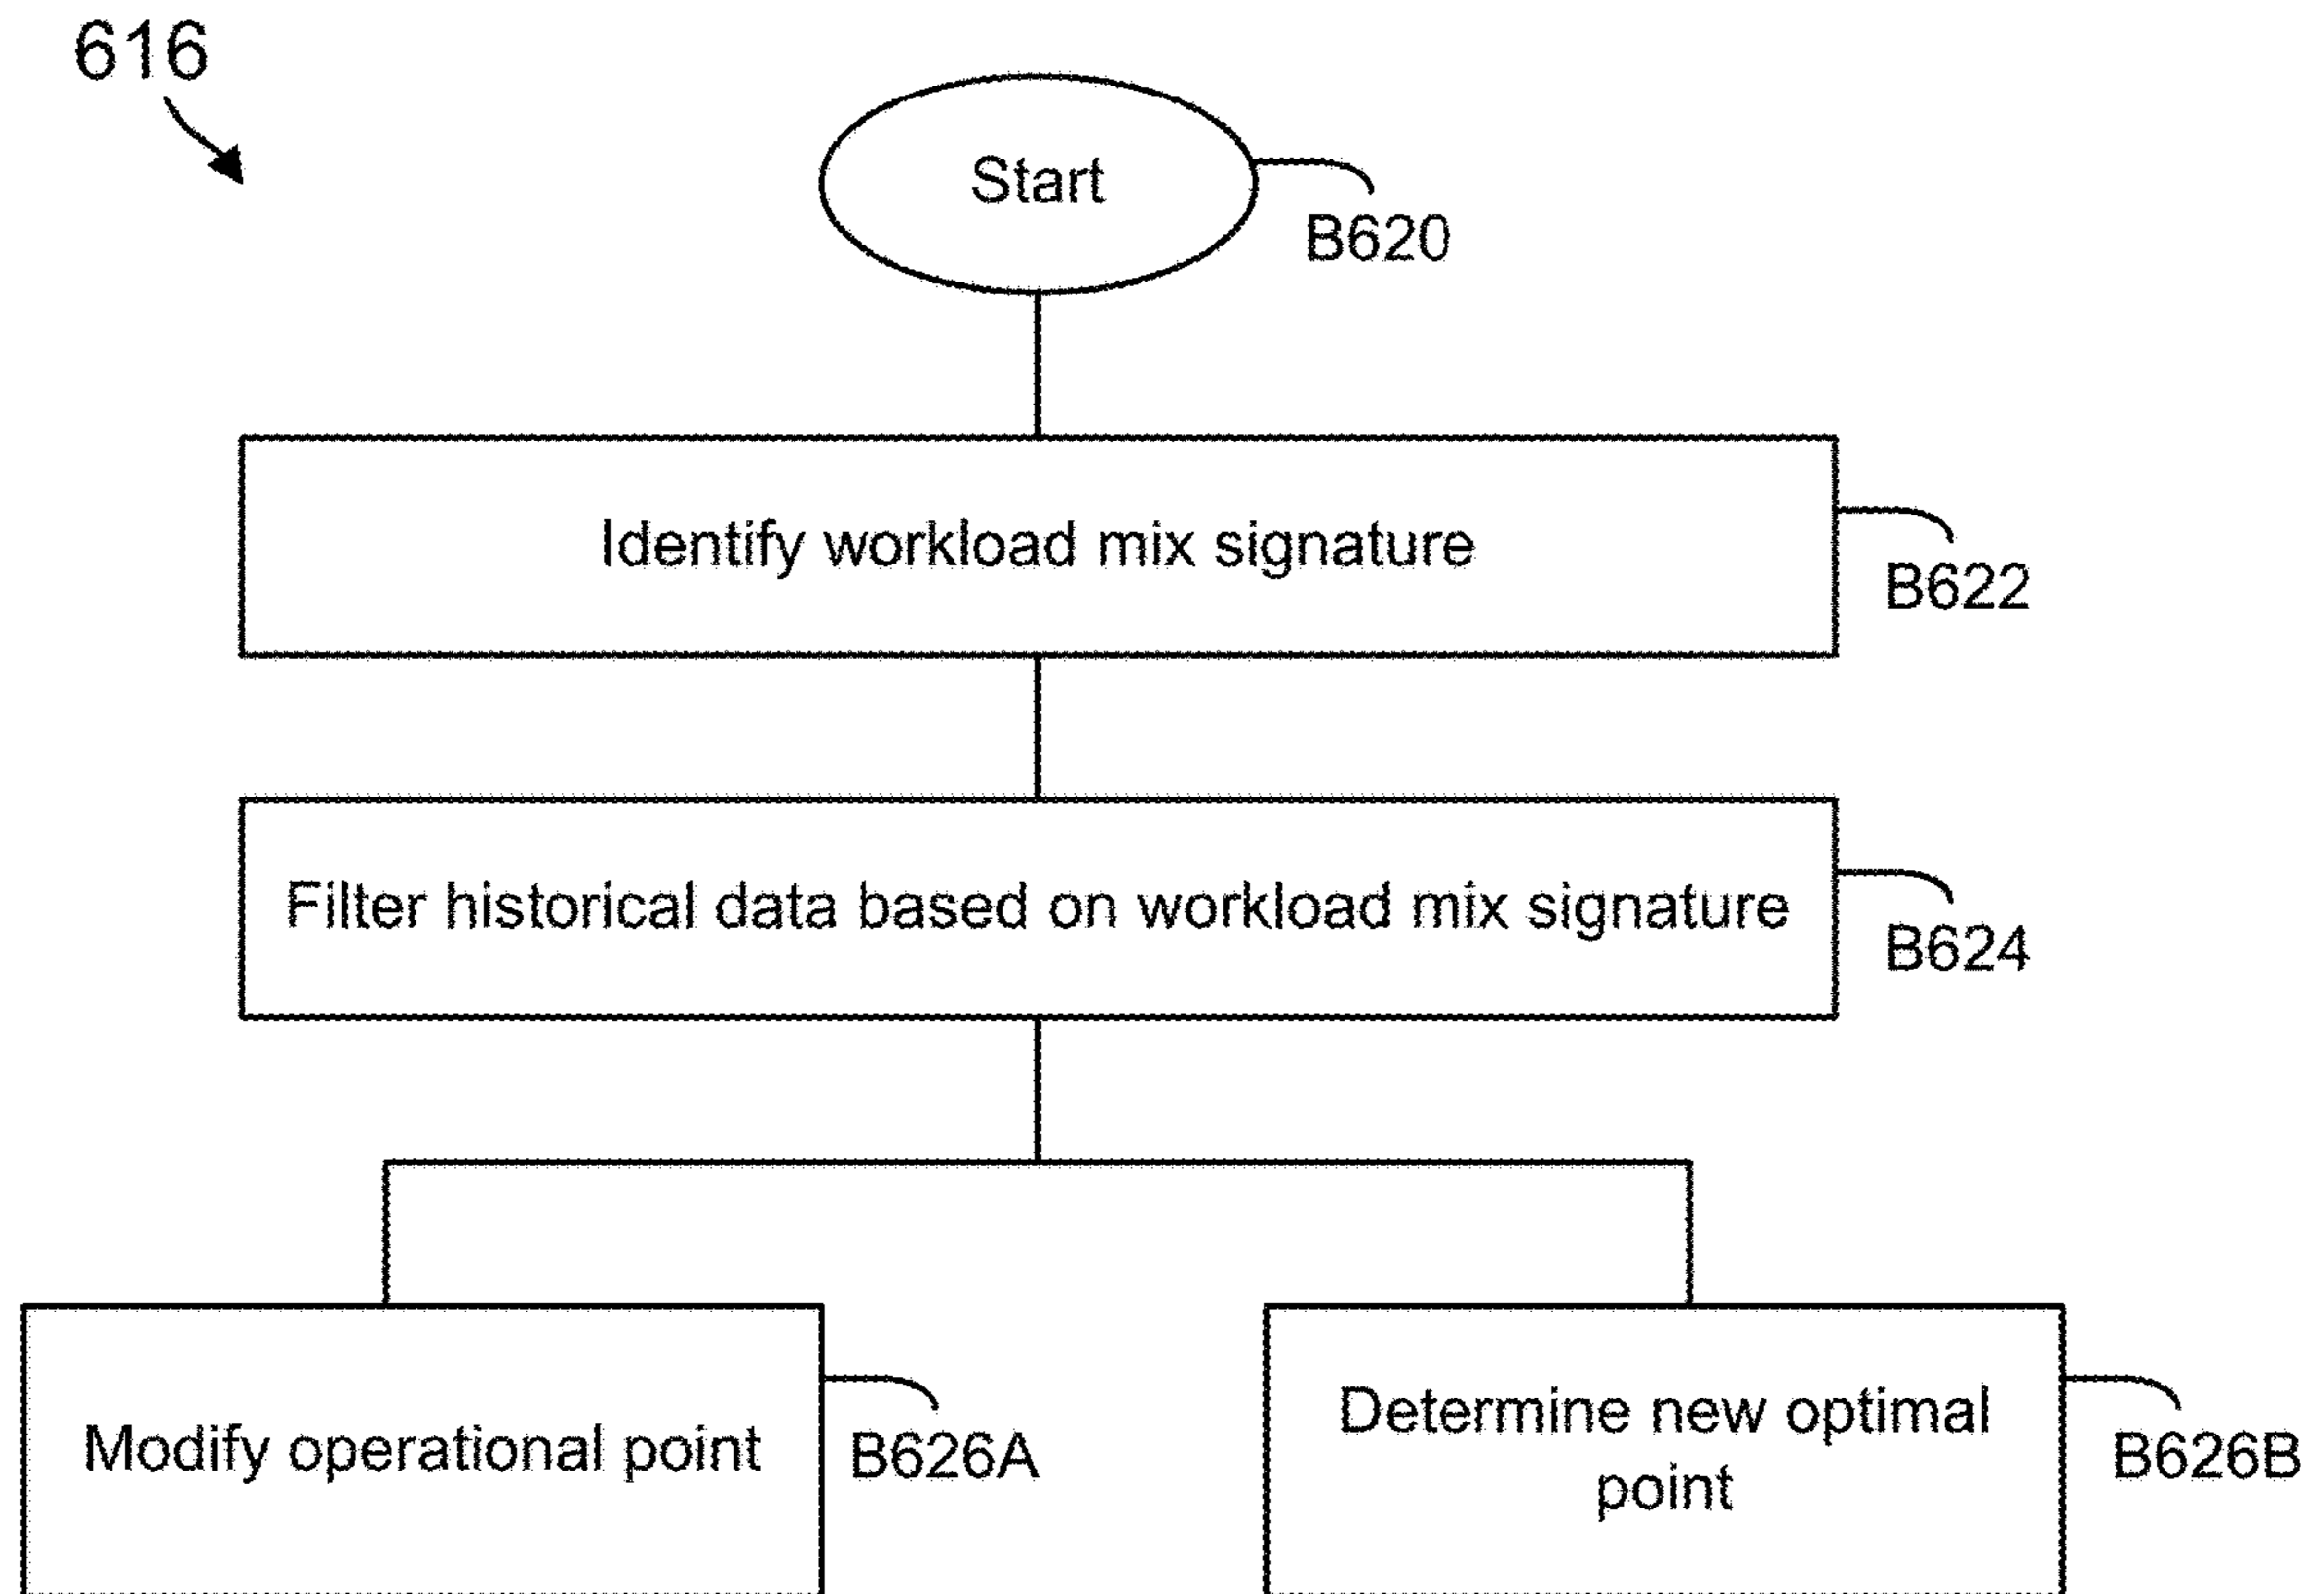 616
Start
B620
Identify workload mix signature
B622
Filter historical data based on workload mix signature
B624
Modify operational point
B626A
Determine new optimal
point
B626B